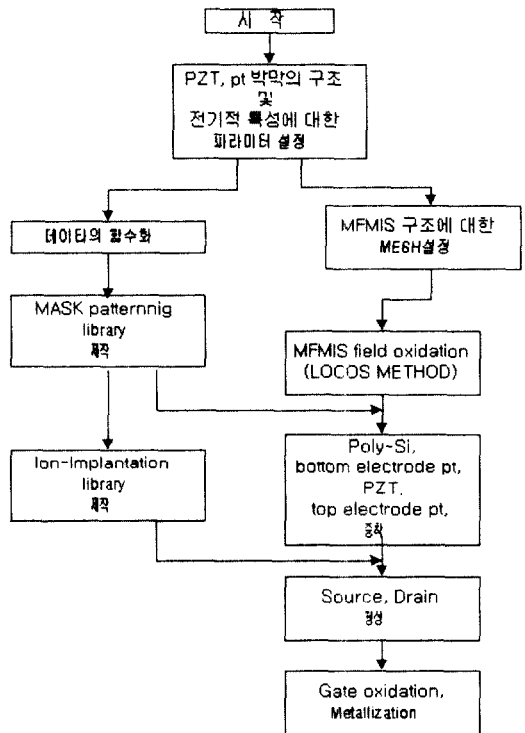 시 작
PZT, pt 박막의 구조
및
전기적 특성에 대한
파라미터 설정
데이타의 함수화
MFMIS 구조에 대한
MESH설정
MASK patternnig
library
제작
MFMIS field oxidation
(LOCOS METHOD)
Ion-Implantation
library
제작
Poly-Si,
bottom electrode pt,
PZT,
top electrode pt,
증착
Source, Drain
형성
Gate oxidation,
Metallization